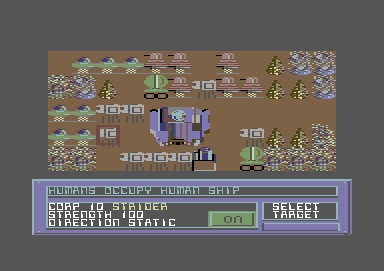 HUMANS OCCUPY HUMAN SHIP
CORP 10 STRIDER
STRENGTH 100
DIRECTION STATIC
ON
SELECT
TARGET